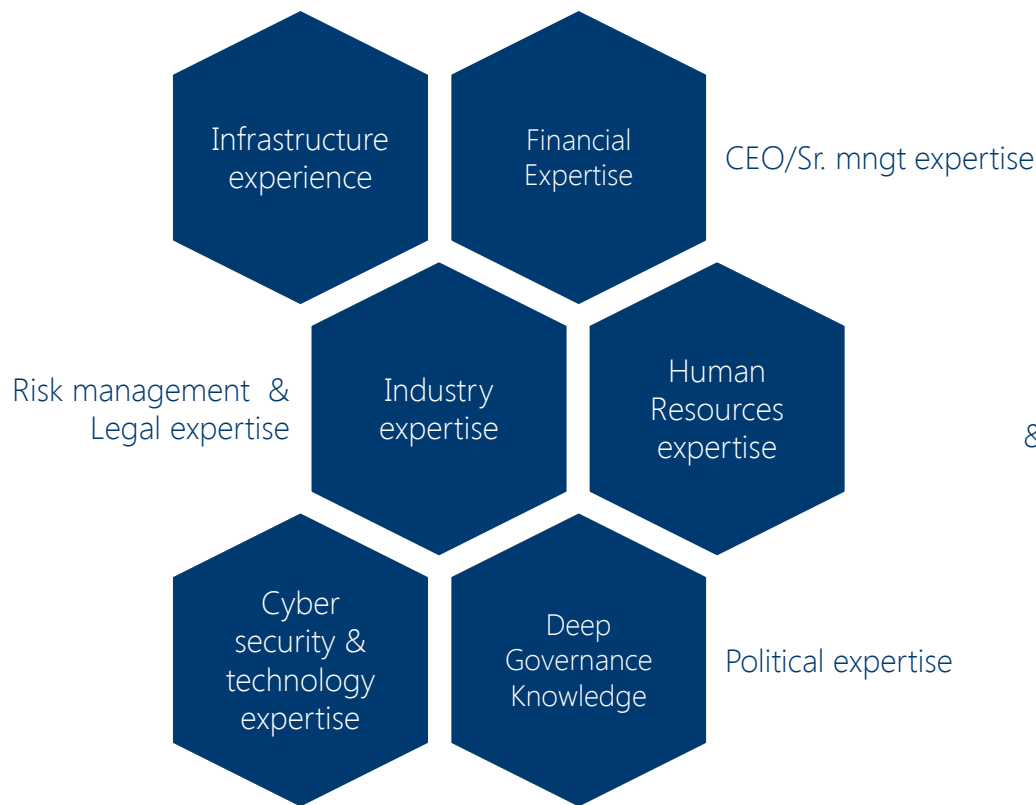 Infrastructure
experience
Financial
Expertise
CEO/Sr. mngt expertise
Risk management &
Legal expertise
Industry
expertise
Human
Resources
expertise
&
Cyber
security &
technology
expertise
Deep
Governance
Knowledge
Political expertise